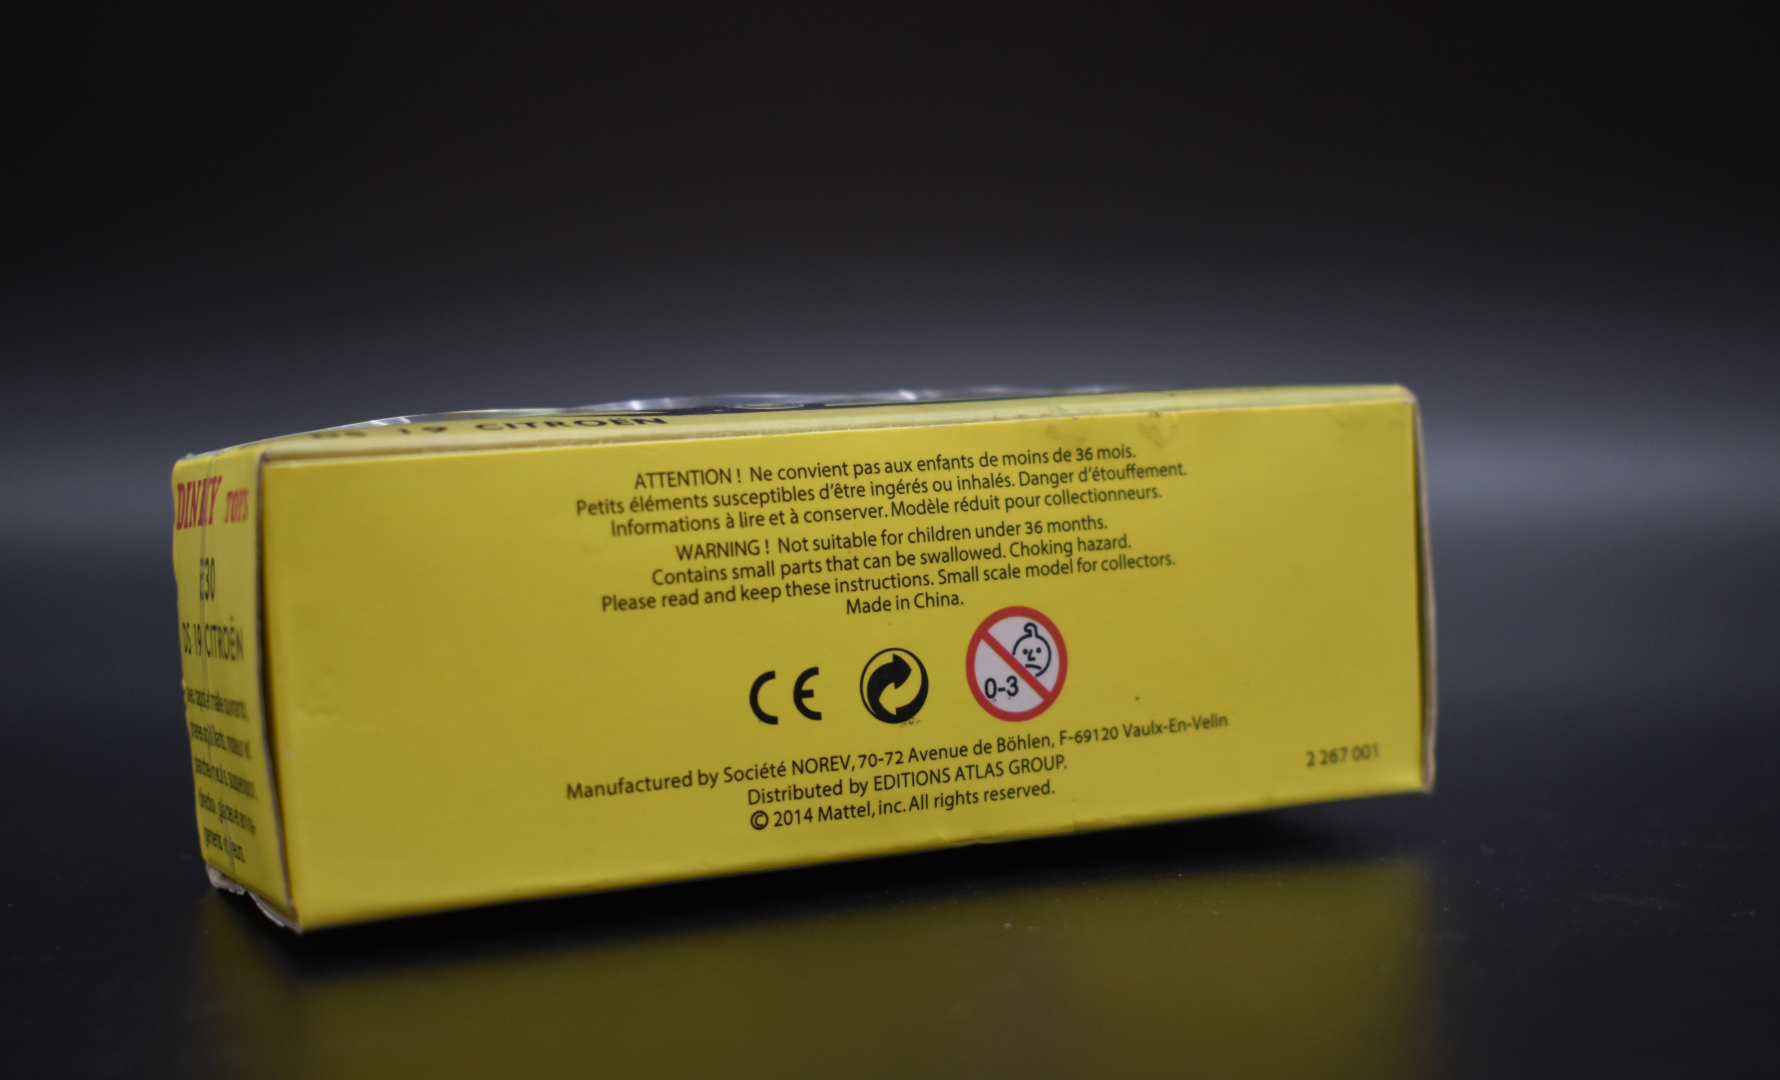 DS 19 CITROËN
DINKY TOYS
530
DS 19 CITROËN
ATTENTION ! Ne convient pas aux enfants de moins de 36 mois.
Petits éléments susceptibles d'être ingérés ou inhalés. Danger d'étouffement.
Informations à lire et à conserver. Modèle réduit pour collectionneurs.
WARNING ! Not suitable for children under 36 months.
Contains small parts that can be swallowed. Choking hazard.
Please read and keep these instructions. Small scale model for collectors.
Made in China.
CE
0-3
Manufactured by Société NOREV, 70-72 Avenue de Böhlen, F-69120 Vaulx-En-Velin
Distributed by EDITIONS ATLAS GROUP.
© 2014 Mattel, inc. All rights reserved.
2 267 001